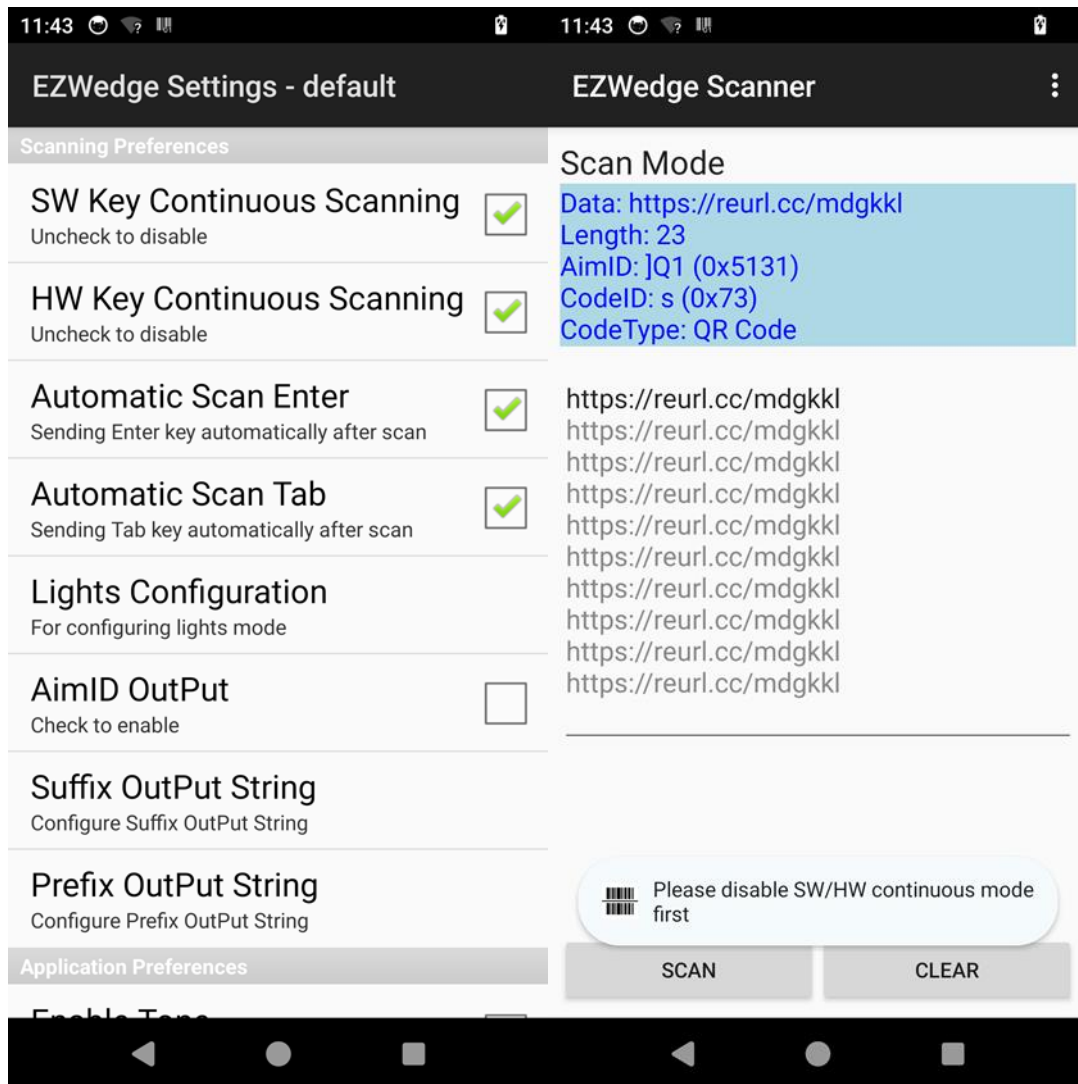 11:43
EZWedge Settings - default
Scanning Preferences
SW Key Continuous Scanning
Uncheck to disable
HW Key Continuous Scanning
Uncheck to disable
Automatic Scan Enter
Sending Enter key automatically after scan
Automatic Scan Tab
Sending Tab key automatically after scan
Lights Configuration
For configuring lights mode
AimID OutPut
Check to enable
Suffix OutPut String
Configure Suffix OutPut String
Prefix OutPut String
Configure Prefix OutPut String
Application Preferences
Enable Tone
11:43
EZWedge Scanner
Scan Mode
Data: https://reurl.cc/mdgkkl
Length: 23
AimID: ]Q1 (0x5131)
CodeID: s (0x73)
CodeType: QR Code
https://reurl.cc/mdgkkl
https://reurl.cc/mdgkkl
https://reurl.cc/mdgkkl
https://reurl.cc/mdgkkl
https://reurl.cc/mdgkkl
https://reurl.cc/mdgkkl
https://reurl.cc/mdgkkl
https://reurl.cc/mdgkkl
https://reurl.cc/mdgkkl
https://reurl.cc/mdgkkl
Please disable SW/HW continuous mode
first
SCAN
CLEAR